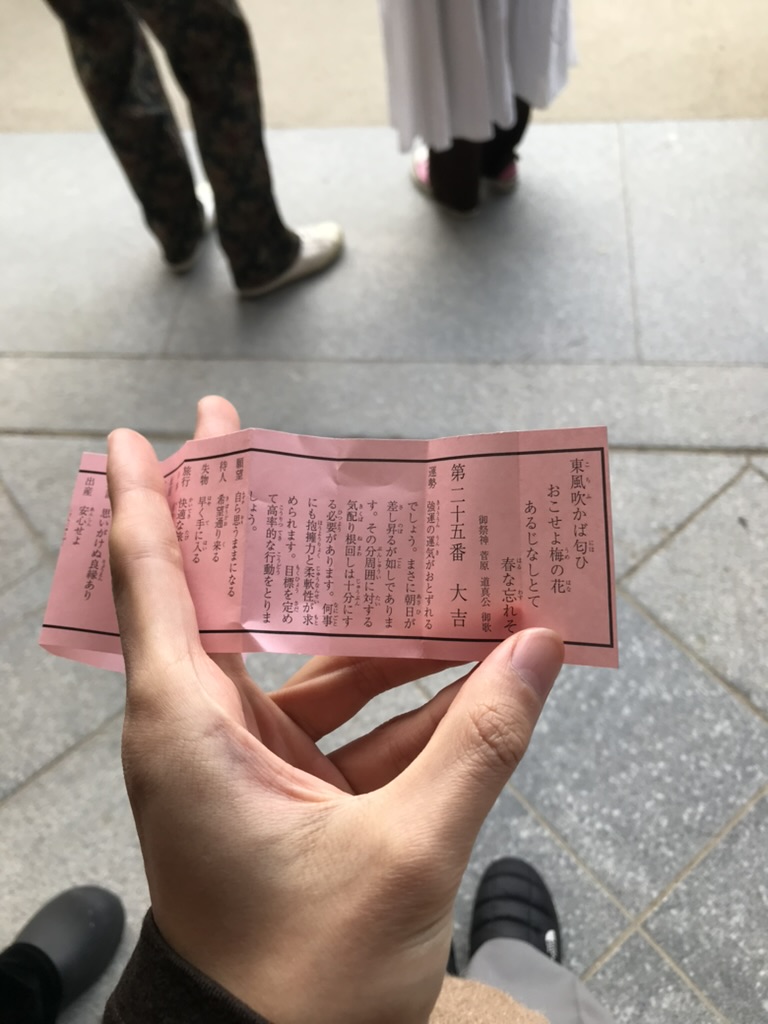 東風吹かば匂ひ
おこせよ梅の花
あるじなしとて
春な忘れそ
御祭神 菅原 道真公 御歌
第二十五番 大吉
運勢 強運の運気がおとずれる
でしょう。まさに朝日が
差し昇るが如しでありま
す。その分周囲に対する
気配り根回しは十分にす
る必要があります。何事
にも抱擁力と柔軟性が求
められます。目標を定め
て高率的な行動をとりま
しょう。
願望 自ら思うままになる
待人 希望通り来る
失物 早く手に入る
旅行 快適な旅
思いがけぬ良縁あり
出産 安心せよ